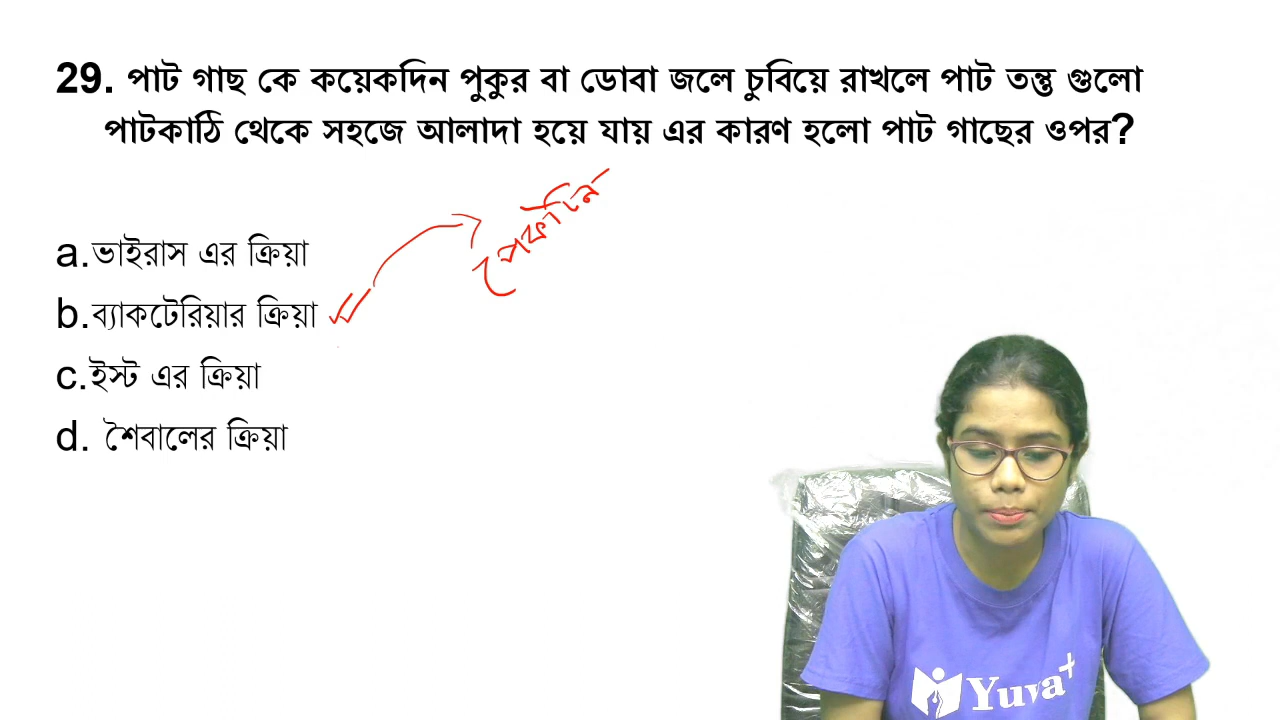 29. পাট গাছ কে কয়েকদিন পুকুর বা ডোবা জলে চুবিয়ে রাখলে পাট তন্তু গুলো
পাটকাঠি থেকে সহজে আলাদা হয়ে যায় এর কারণ হলো পাট গাছের ওপর?
a.ভাইরাস এর ক্রিয়া
b.ব্যাকটেরিয়ার ক্রিয়া
c.ইস্ট এর ক্রিয়া
d. শৈবালের ক্রিয়া
Yuva+